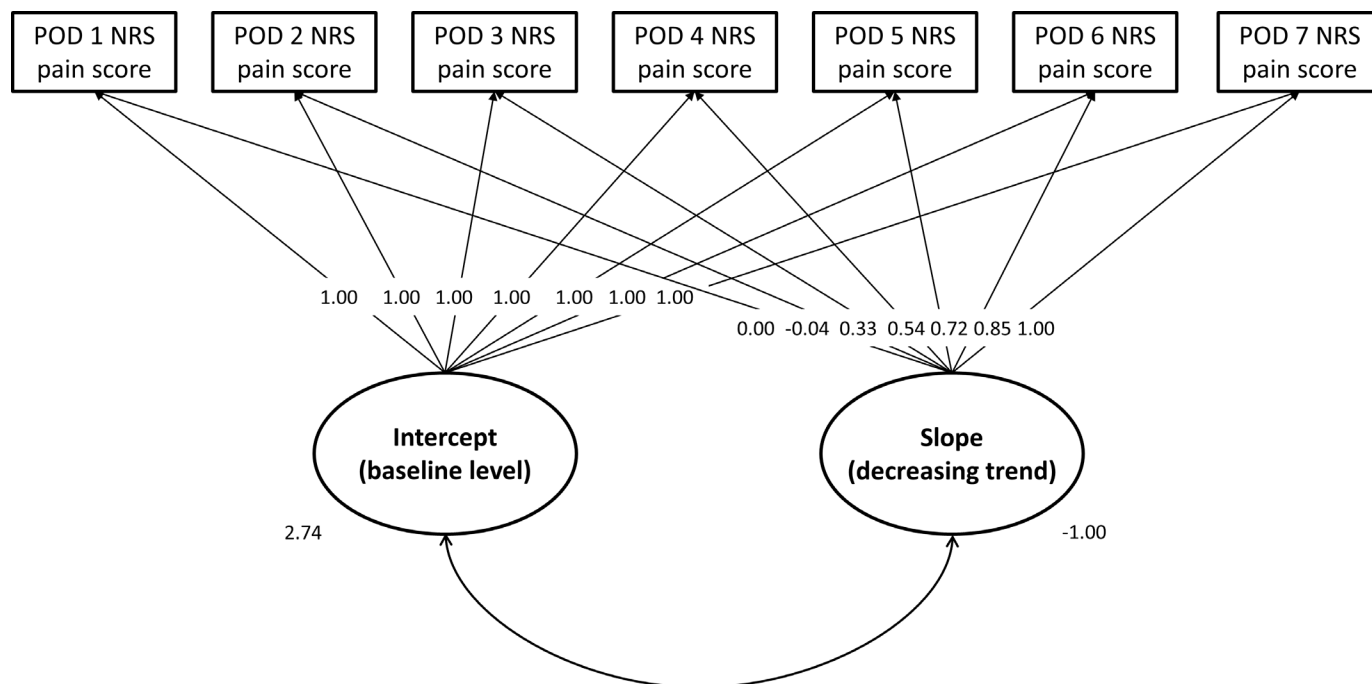 POD 1 NRS
pain score
POD 2 NRS
pain score
POD 3 NRS
pain score
POD 4 NRS
pain score
POD 5 NRS
pain score
POD 6 NRS
pain score
POD 7 NRS
pain score
1.00 1.00 1.00 1.00 1.00 1.00 1.00
0.00 -0.04 0.33 0.54 0.72 0.85 1.00
Intercept
(baseline level)
Slope
(decreasing trend)
2.74
-1.00